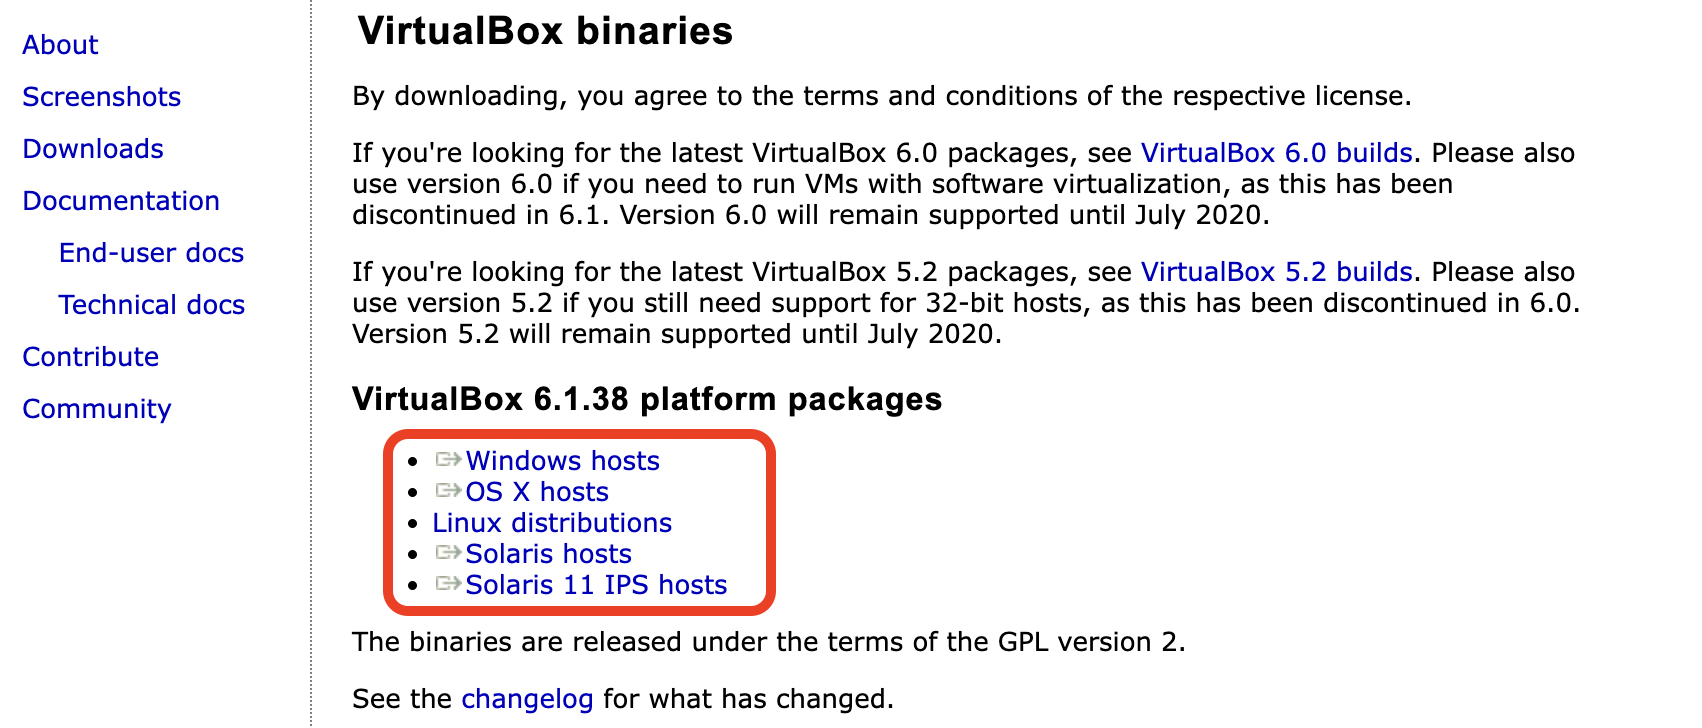 About
Screenshots
Downloads
Documentation
End-user docs
Technical docs
Contribute
Community
VirtualBox binaries
By downloading, you agree to the terms and conditions of the respective license.
If you're looking for the latest VirtualBox 6.0 packages, see VirtualBox 6.0 builds. Please also
use version 6.0 if you need to run VMs with software virtualization, as this has been
discontinued in 6.1. Version 6.0 will remain supported until July 2020.
If you're looking for the latest VirtualBox 5.2 packages, see VirtualBox 5.2 builds. Please also
use version 5.2 if you still need support for 32-bit hosts, as this has been discontinued in 6.0.
Version 5.2 will remain supported until July 2020.
VirtualBox 6.1.38 platform packages
• Windows hosts
• OS X hosts
• Linux distributions
• Solaris hosts
• Solaris 11 IPS hosts
The binaries are released under the terms of the GPL version 2.
See the changelog for what has changed.